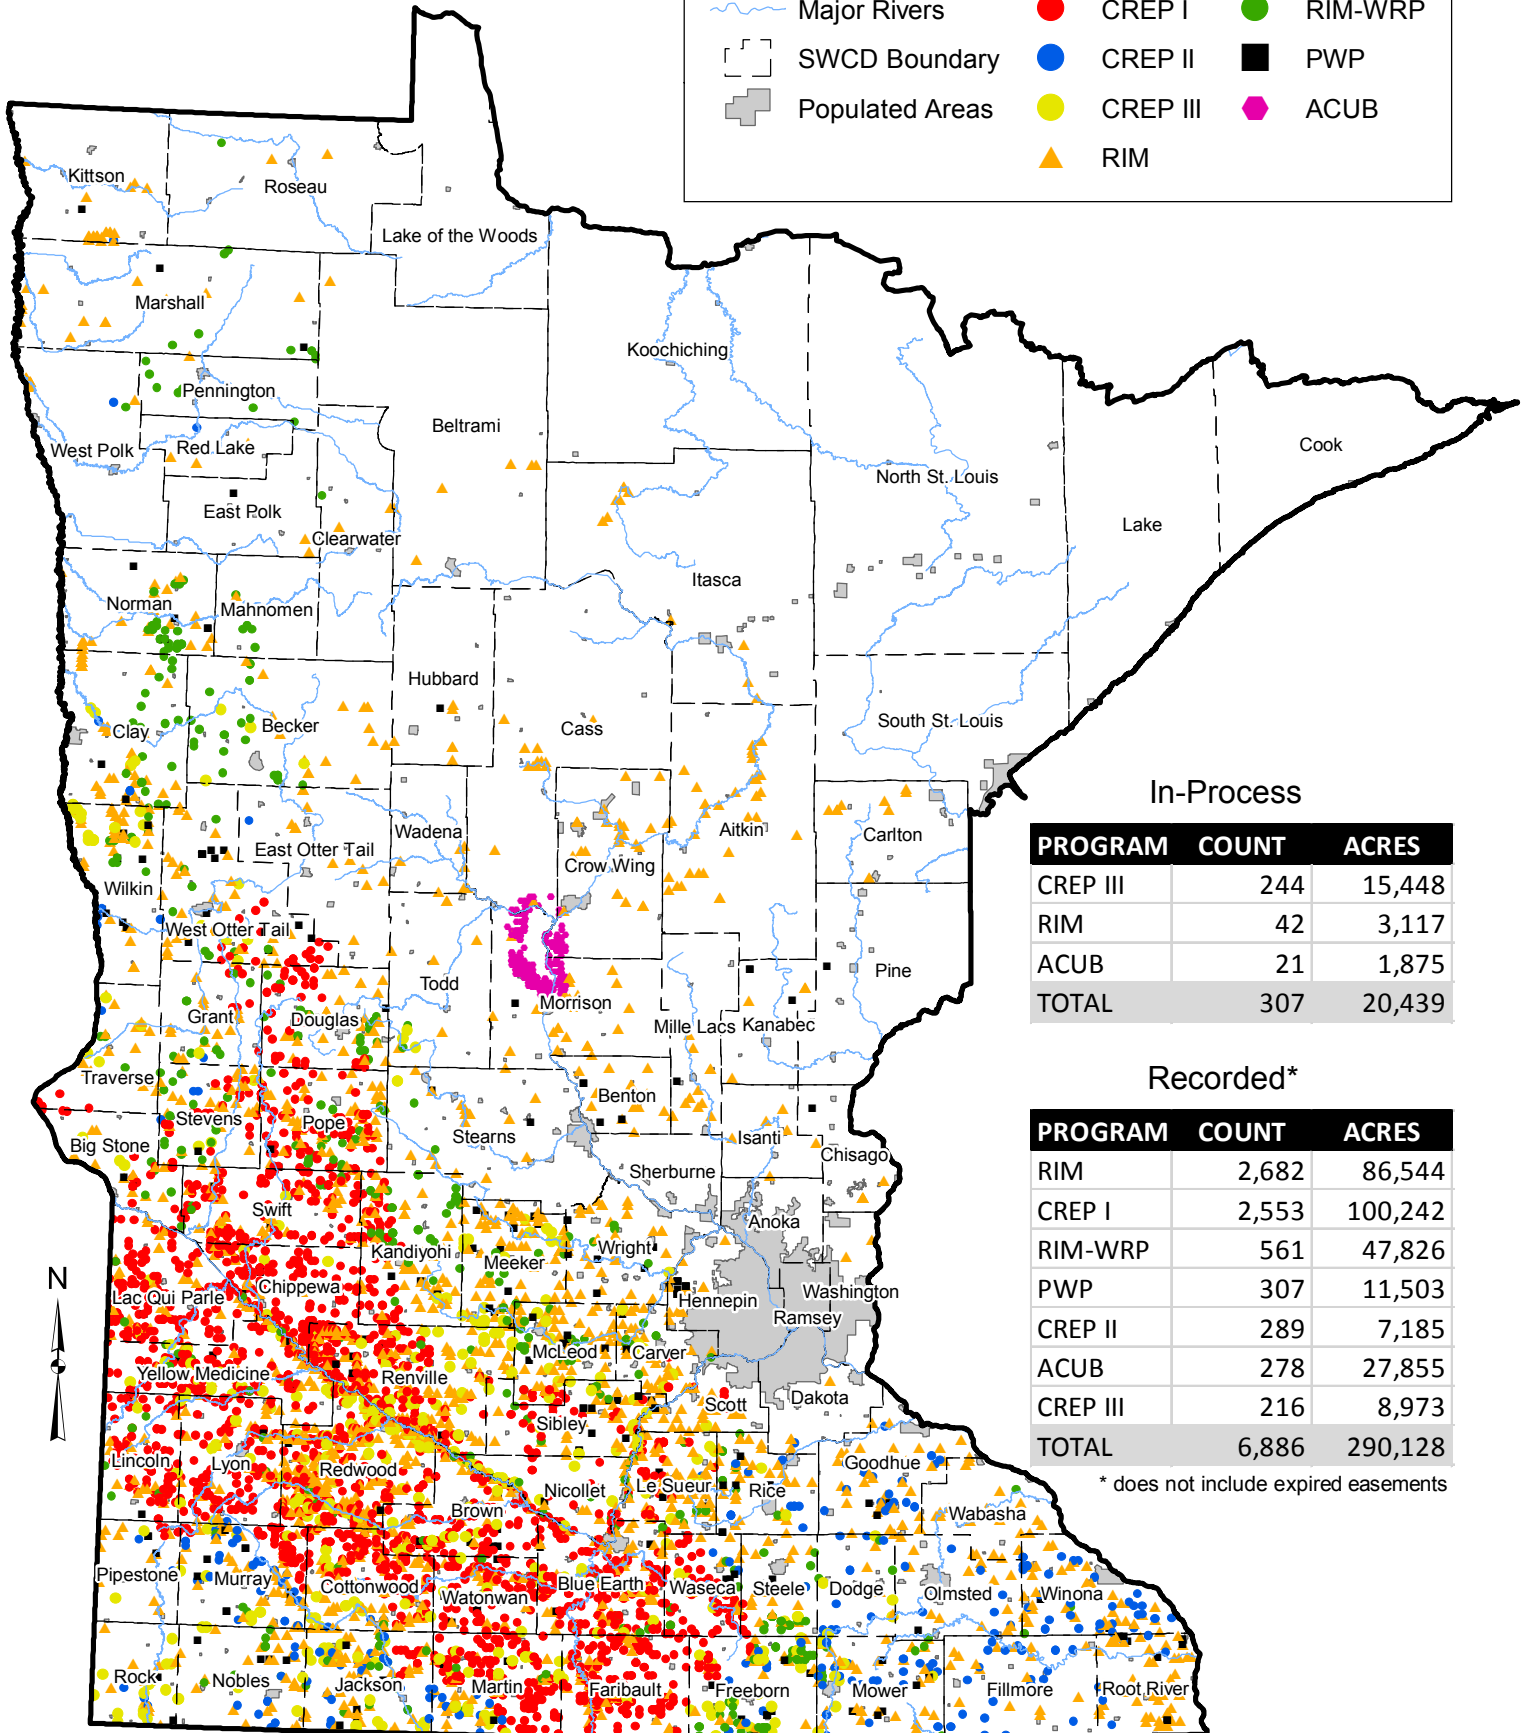 Major Rivers CREP I RIM-WRP
SWCD Boundary CREP II PWP
Populated Areas CREP III ACUB
RIM
Kittson
Roseau
Lake of the Woods
Marshall
Koochiching
Pennington
Beltrami
West Polk
Red Lake
North St. Louis
Cook
East Polk
Lake
Clearwater
Itasca
Norman
Mahnomen
Hubbard
Clay
Becker
Cass
South St. Louis
Wadena
Aitkin
Carlton
East Otter Tail
Crow Wing
Wilkin
West Otter Tail
Todd
Pine
Morrison
Grant
Douglas
Mille Lacs
Kanabec
Traverse
Benton
Stevens
Pope
Stearns
Isanti
Big Stone
Chisago
Sherburne
Swift
Anoka
Kandiyohi
Meeker
Wright
N
Lac Qui Parle
Chippewa
Hennepin
Washington
Ramsey
McLeod
Carver
Yellow Medicine
Renville
Dakota
Scott
Sibley
Lincoln
Lyon
Redwood
Goodhue
Nicollet
Le Sueur
Rice
Brown
Wabasha
Pipestone
Murray
Cottonwood
Watonwan
Blue Earth
Waseca
Steele
Dodge
Olmsted
Winona
Rock
Nobles
Jackson
Martin
Faribault
Freeborn
Mower
Fillmore
Root River
In-Process
PROGRAM COUNT ACRES
CREP III 244 15,448
RIM 42 3,117
ACUB 21 1,875
TOTAL 307 20,439
Recorded*
PROGRAM COUNT ACRES
RIM 2,682 86,544
CREP I 2,553 100,242
RIM-WRP 561 47,826
PWP 307 11,503
CREP II 289 7,185
ACUB 278 27,855
CREP III 216 8,973
TOTAL 6,886 290,128
* does not include expired easements